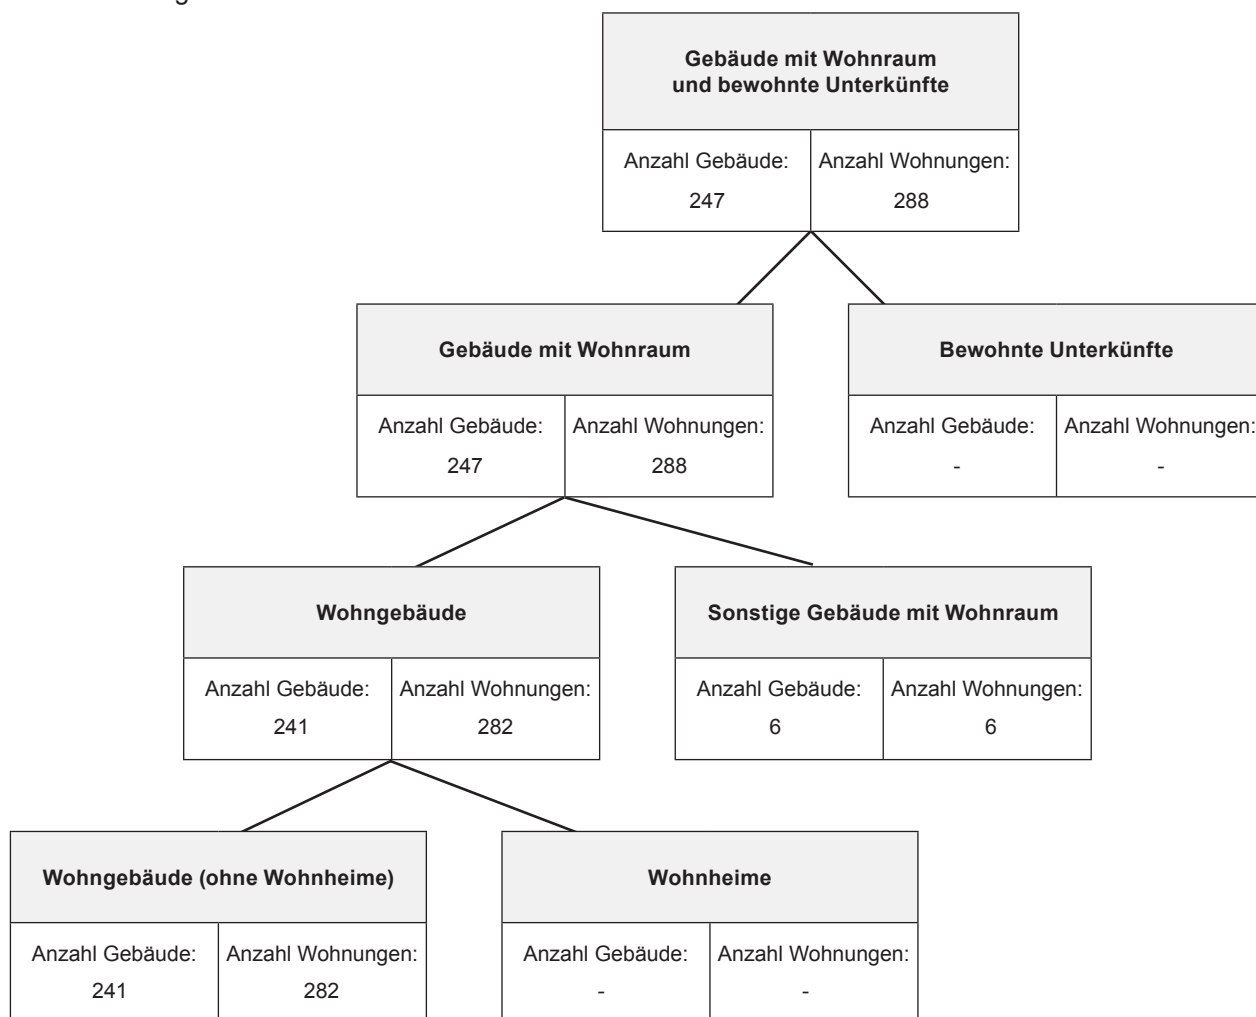 Gebäude mit Wohnraum
und bewohnte Unterkünfte
Anzahl Gebäude: Anzahl Wohnungen:
247 288
Gebäude mit Wohnraum
Bewohnte Unterkünfte
Anzahl Gebäude: Anzahl Wohnungen:
247 288
Anzahl Gebäude: Anzahl Wohnungen:
- -
Wohngebäude
Sonstige Gebäude mit Wohnraum
Anzahl Gebäude: Anzahl Wohnungen:
241 282
Anzahl Gebäude: Anzahl Wohnungen:
6 6
Wohngebäude (ohne Wohnheime)
Wohnheime
Anzahl Gebäude: Anzahl Wohnungen:
241 282
Anzahl Gebäude: Anzahl Wohnungen:
- -